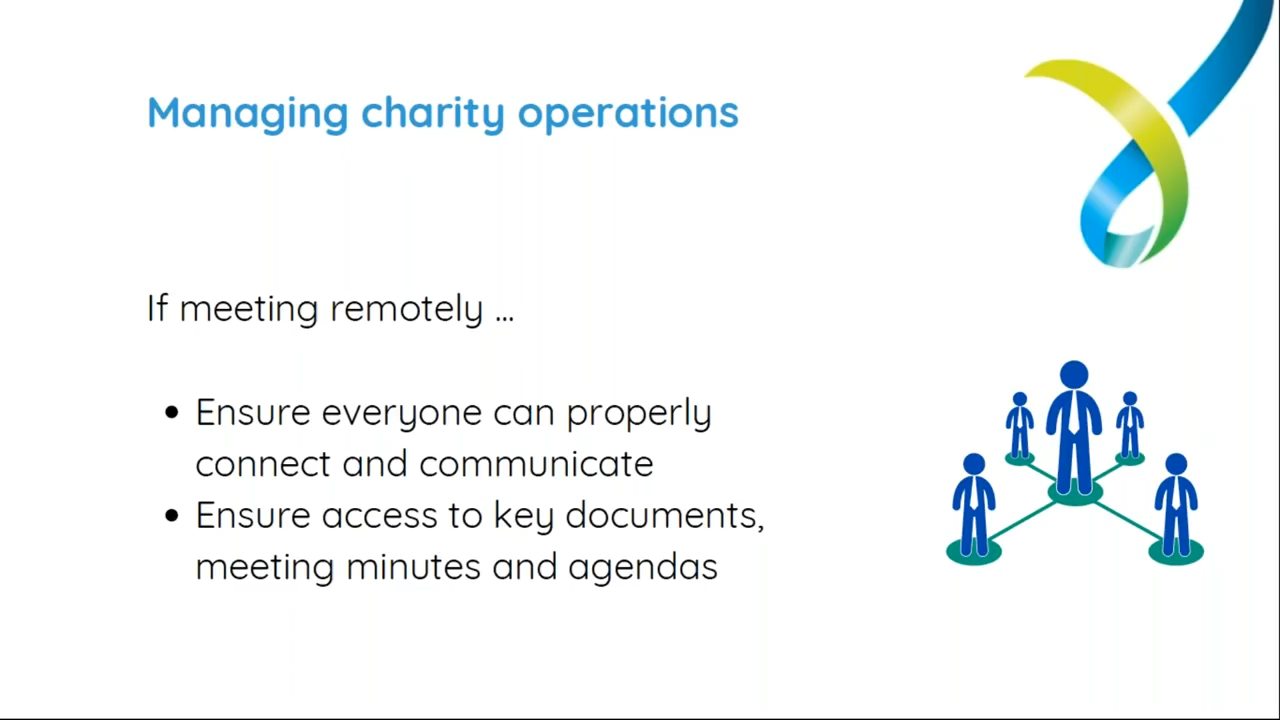 Managing charity operations
If meeting remotely ...
• Ensure everyone can properly
connect and communicate
• Ensure access to key documents,
meeting minutes and agendas